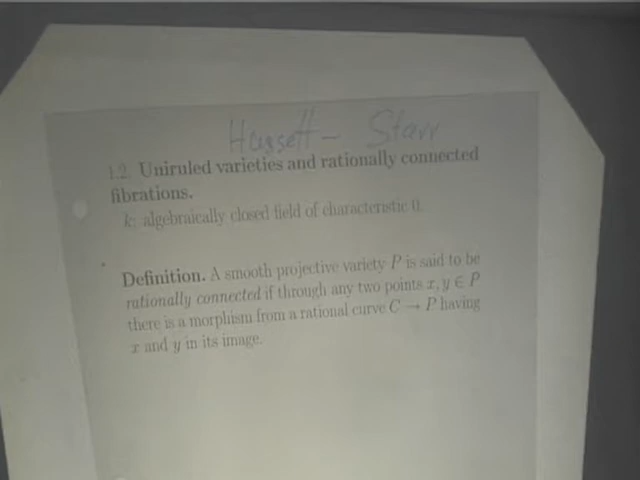 Hassett - Starr
1.2. Uniruled varieties and rationally connected
fibrations.
k: algebraically closed field of characteristic 0.
Definition. A smooth projective variety P is said to be
rationally connected if through any two points x, y ∈ P
there is a morphism from a rational curve C → P having
x and y in its image.